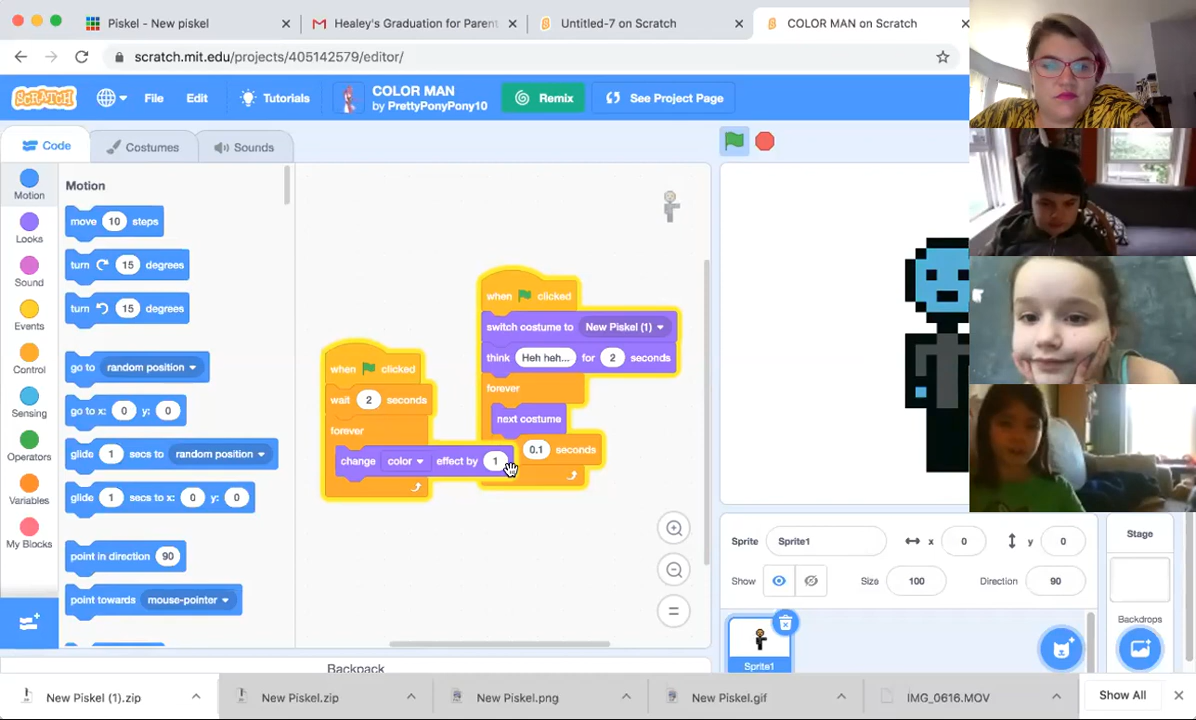 Piskel - New piskel
Healey's Graduation for Parent
Untitled-7 on Scratch
COLOR MAN on Scratch
scratch.mit.edu/projects/405142579/editor/
SCRATCH
File
Edit
Tutorials
COLOR MAN
by PrettyPonyPony10
Remix
See Project Page
Code
Costumes
Sounds
Motion
Looks
Sound
Events
Control
Sensing
Operators
Variables
My Blocks
Motion
move 10 steps
turn 15 degrees
turn 15 degrees
go to random position
go to x: 0 y: 0
glide 1 secs to random position
glide 1 secs to x: 0 y: 0
point in direction 90
point towards mouse-pointer
when clicked
wait 2 seconds
forever
change color effect by 1
when clicked
switch costume to New Piskel (1)
think Heh heh... for 2 seconds
forever
next costume
0.1 seconds
Backpack
Sprite Sprite1 x 0 y 0
Show Size 100 Direction 90
Sprite1
Stage
Backdrops
New Piskel (1).zip
New Piskel.zip
New Piskel.png
New Piskel.gif
IMG_0616.MOV
Show All